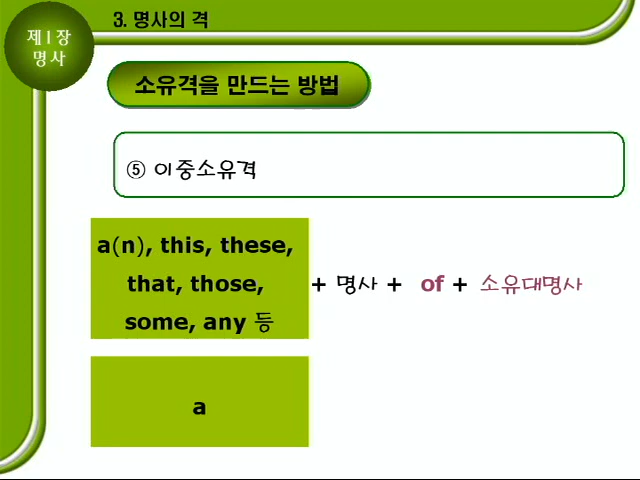 제 I 장
명사
3. 명사의 격
소유격을 만드는 방법
⑤ 이중소유격
a(n), this, these,
that, those,
some, any 등
+ 명사 + of + 소유대명사
a